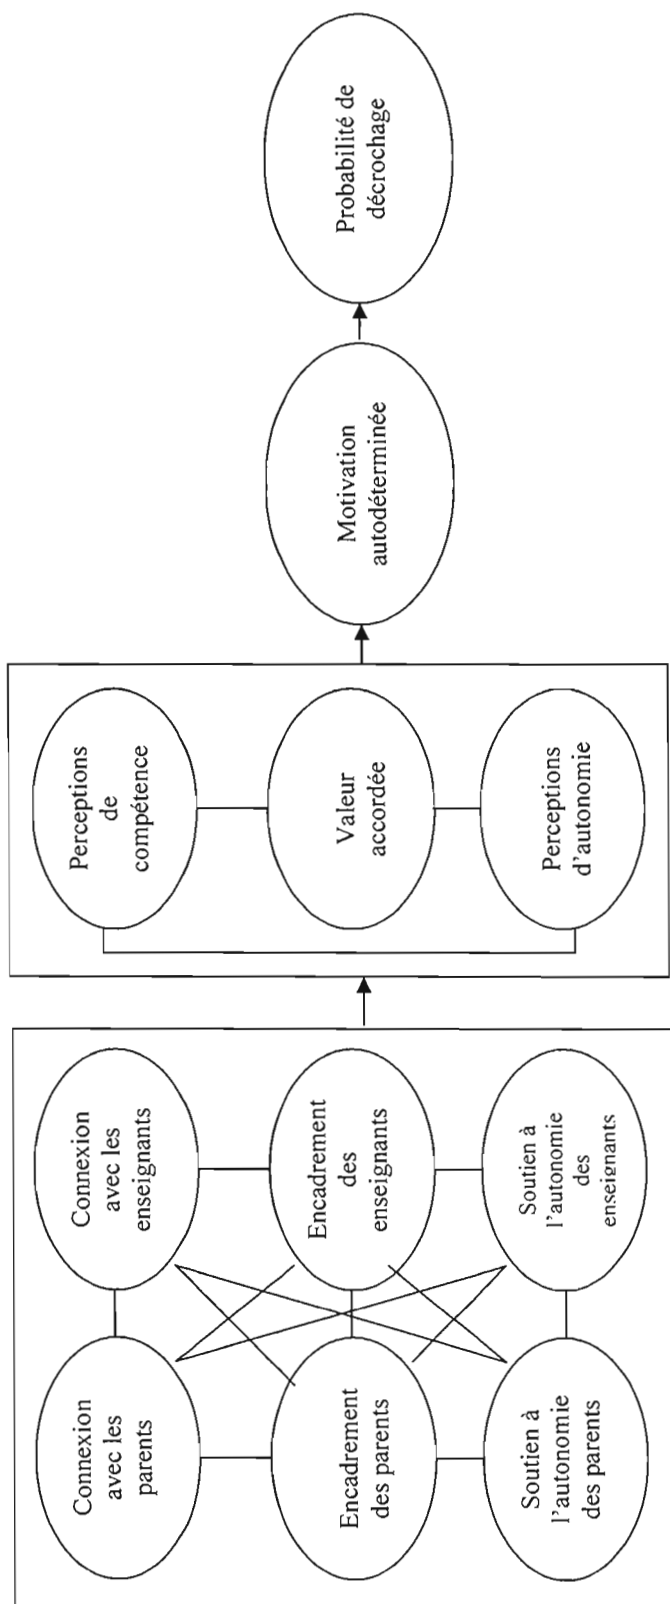 Connexion
avec les
parents
Encadrement
des parents
Soutien à
l'autonomie
des parents
Connexion
avec les
enseignants
Encadrement
des
enseignants
Soutien à
l'autonomie
des
enseignants
Perceptions
de
compétence
Valeur
accordée
Perceptions
d'autonomie
Motivation
autodéterminée
Probabilité de
décrochage